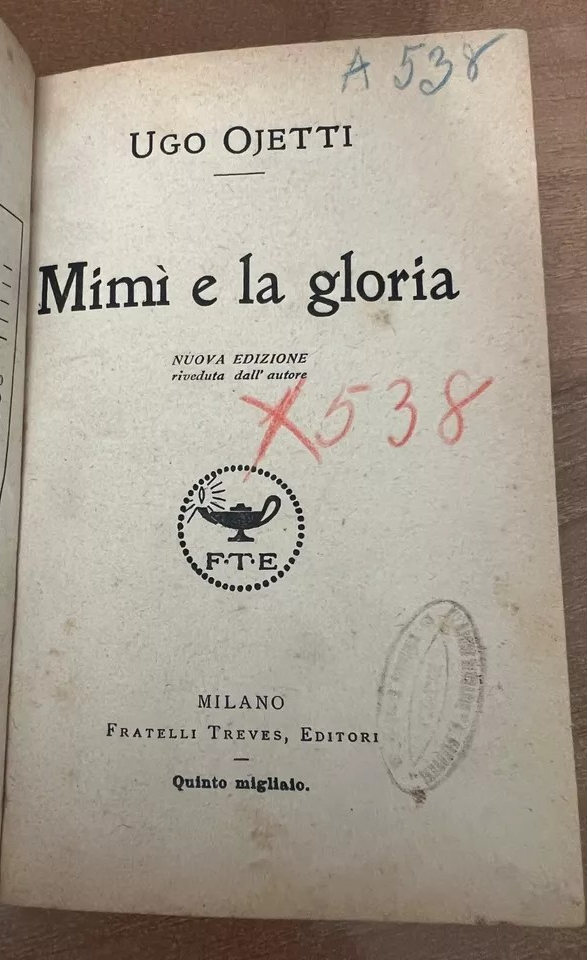 A 538
UGO OJETTI
Mimì e la gloria
NUOVA EDIZIONE
riveduta dall' autore
X538
F·T·E
MILANO
FRATELLI TREVES, EDITORI
Quinto migliaio.